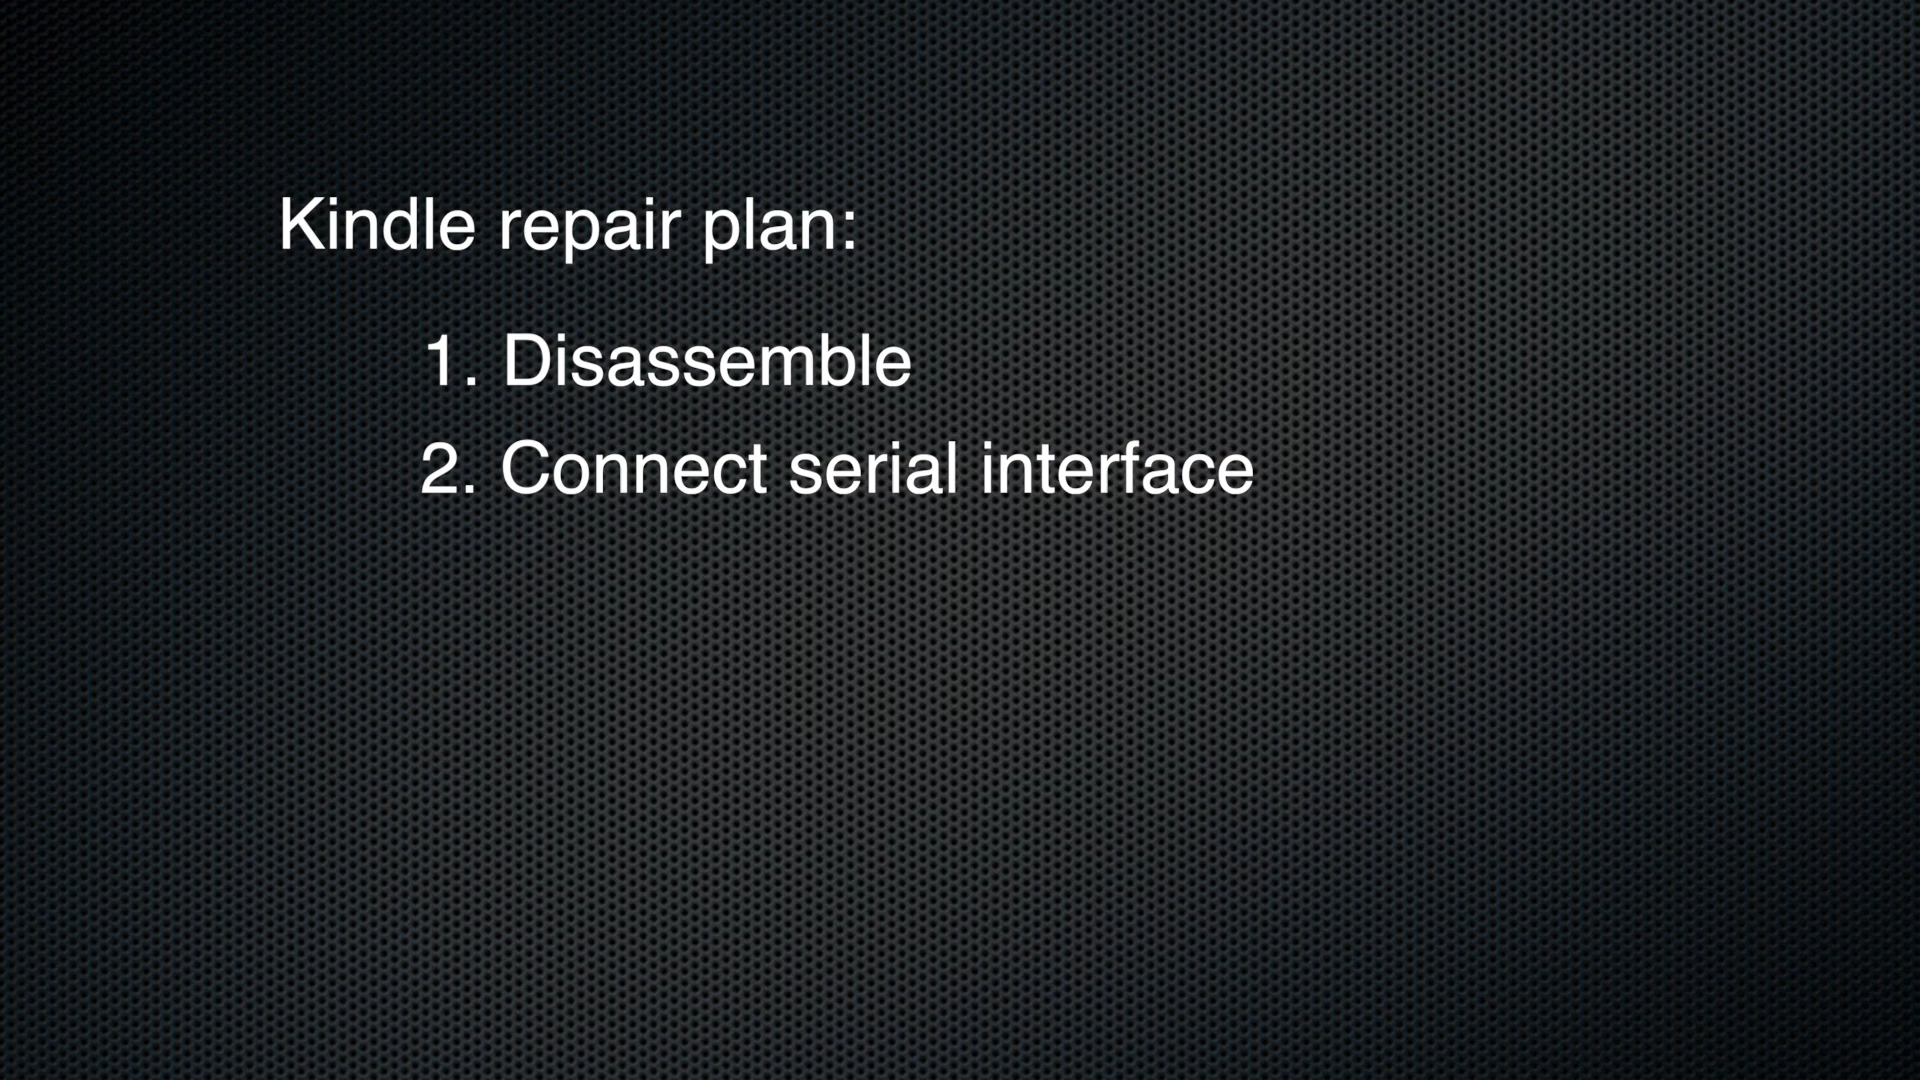 Kindle repair plan:
1. Disassemble
2. Connect serial interface